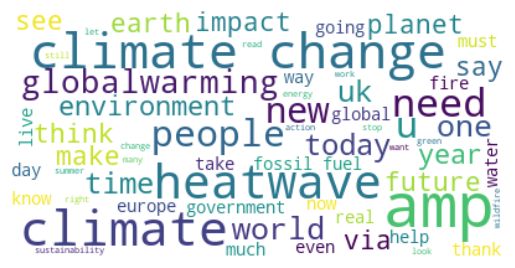 see earth impact going planet
let read must
climate change say
still
globalwarming way fire
work
new uk need
environment global
energy
people u one
live think action stop change
today year
make many want green water
day take fossil fuel
time heatwave future
summer
know now amp
europe government real wildfire
right
climate world via help
much even look thank
sustainability